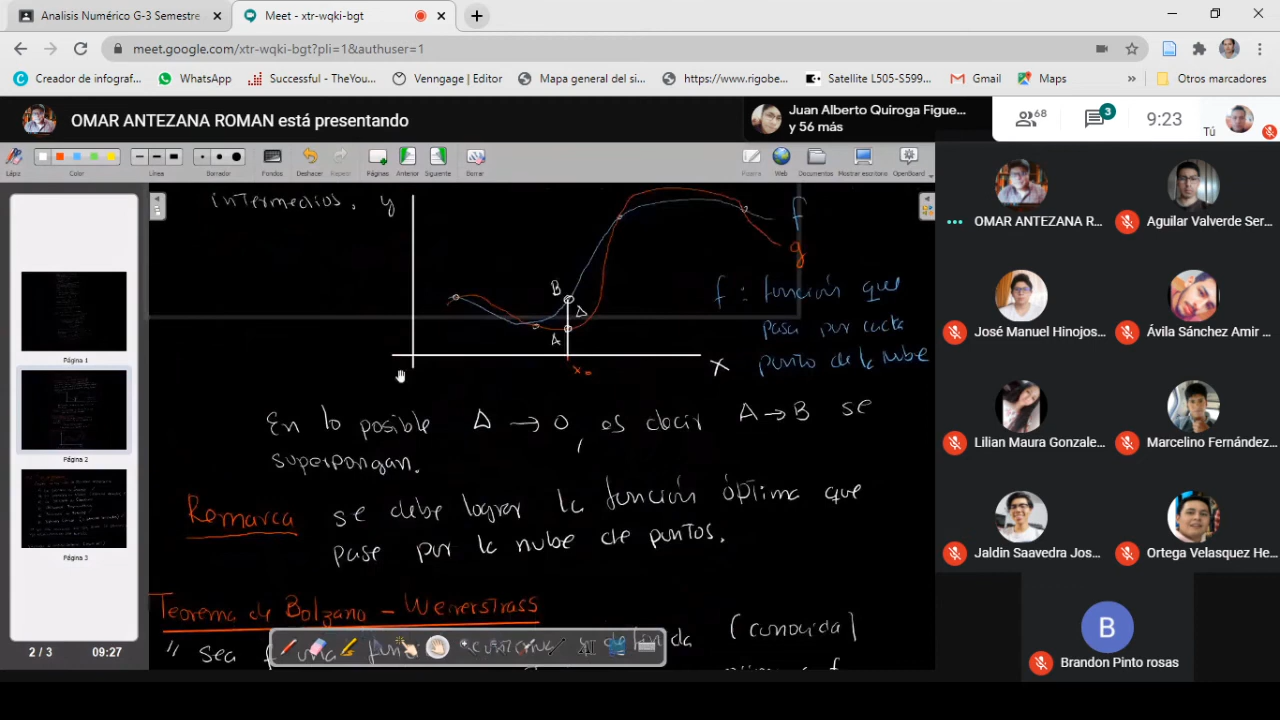 Analisis Numérico G-3 Semestre
Meet - xtr-wqki-bgt
meet.google.com/xtr-wqki-bgt?pli=1&authuser=1
Creador de infograf...
WhatsApp
Successful - TheYou...
Venngage | Editor
Mapa general del si...
https://www.rigobe...
Satellite L505-S599...
Gmail
Maps
»
Otros marcadores
OMAR ANTEZANA ROMAN está presentando
Juan Alberto Quiroga Figue...
y 56 más
68
3
9:23
Tú
Lápiz
Borrador
Fondos
Deshacer
Repetir
Páginas
Anterior
Siguiente
Borrar
Pizarra
Web
Documentos
Mostrar escritorio
OpenBoard
Página 1
Página 2
Página 3
2 / 3
09:27
intermedios. y
f
g
B
Δ
A
x₀
x
f : función que
pasa por cada
punto de la nube
En lo posible Δ → 0, es decir A → B se
superpongan.
Remarca se debe lograr la función óptima que
pase por la nube de puntos.
Teorema de Bolzano - Weierstrass
" sea f una definida (conocida)
OMAR ANTEZANA R...
Aguilar Valverde Ser...
José Manuel Hinojos...
Ávila Sánchez Amir ...
Lilian Maura Gonzale...
Marcelino Fernández...
Jaldin Saavedra Jos...
Ortega Velasquez He...
B
Brandon Pinto rosas